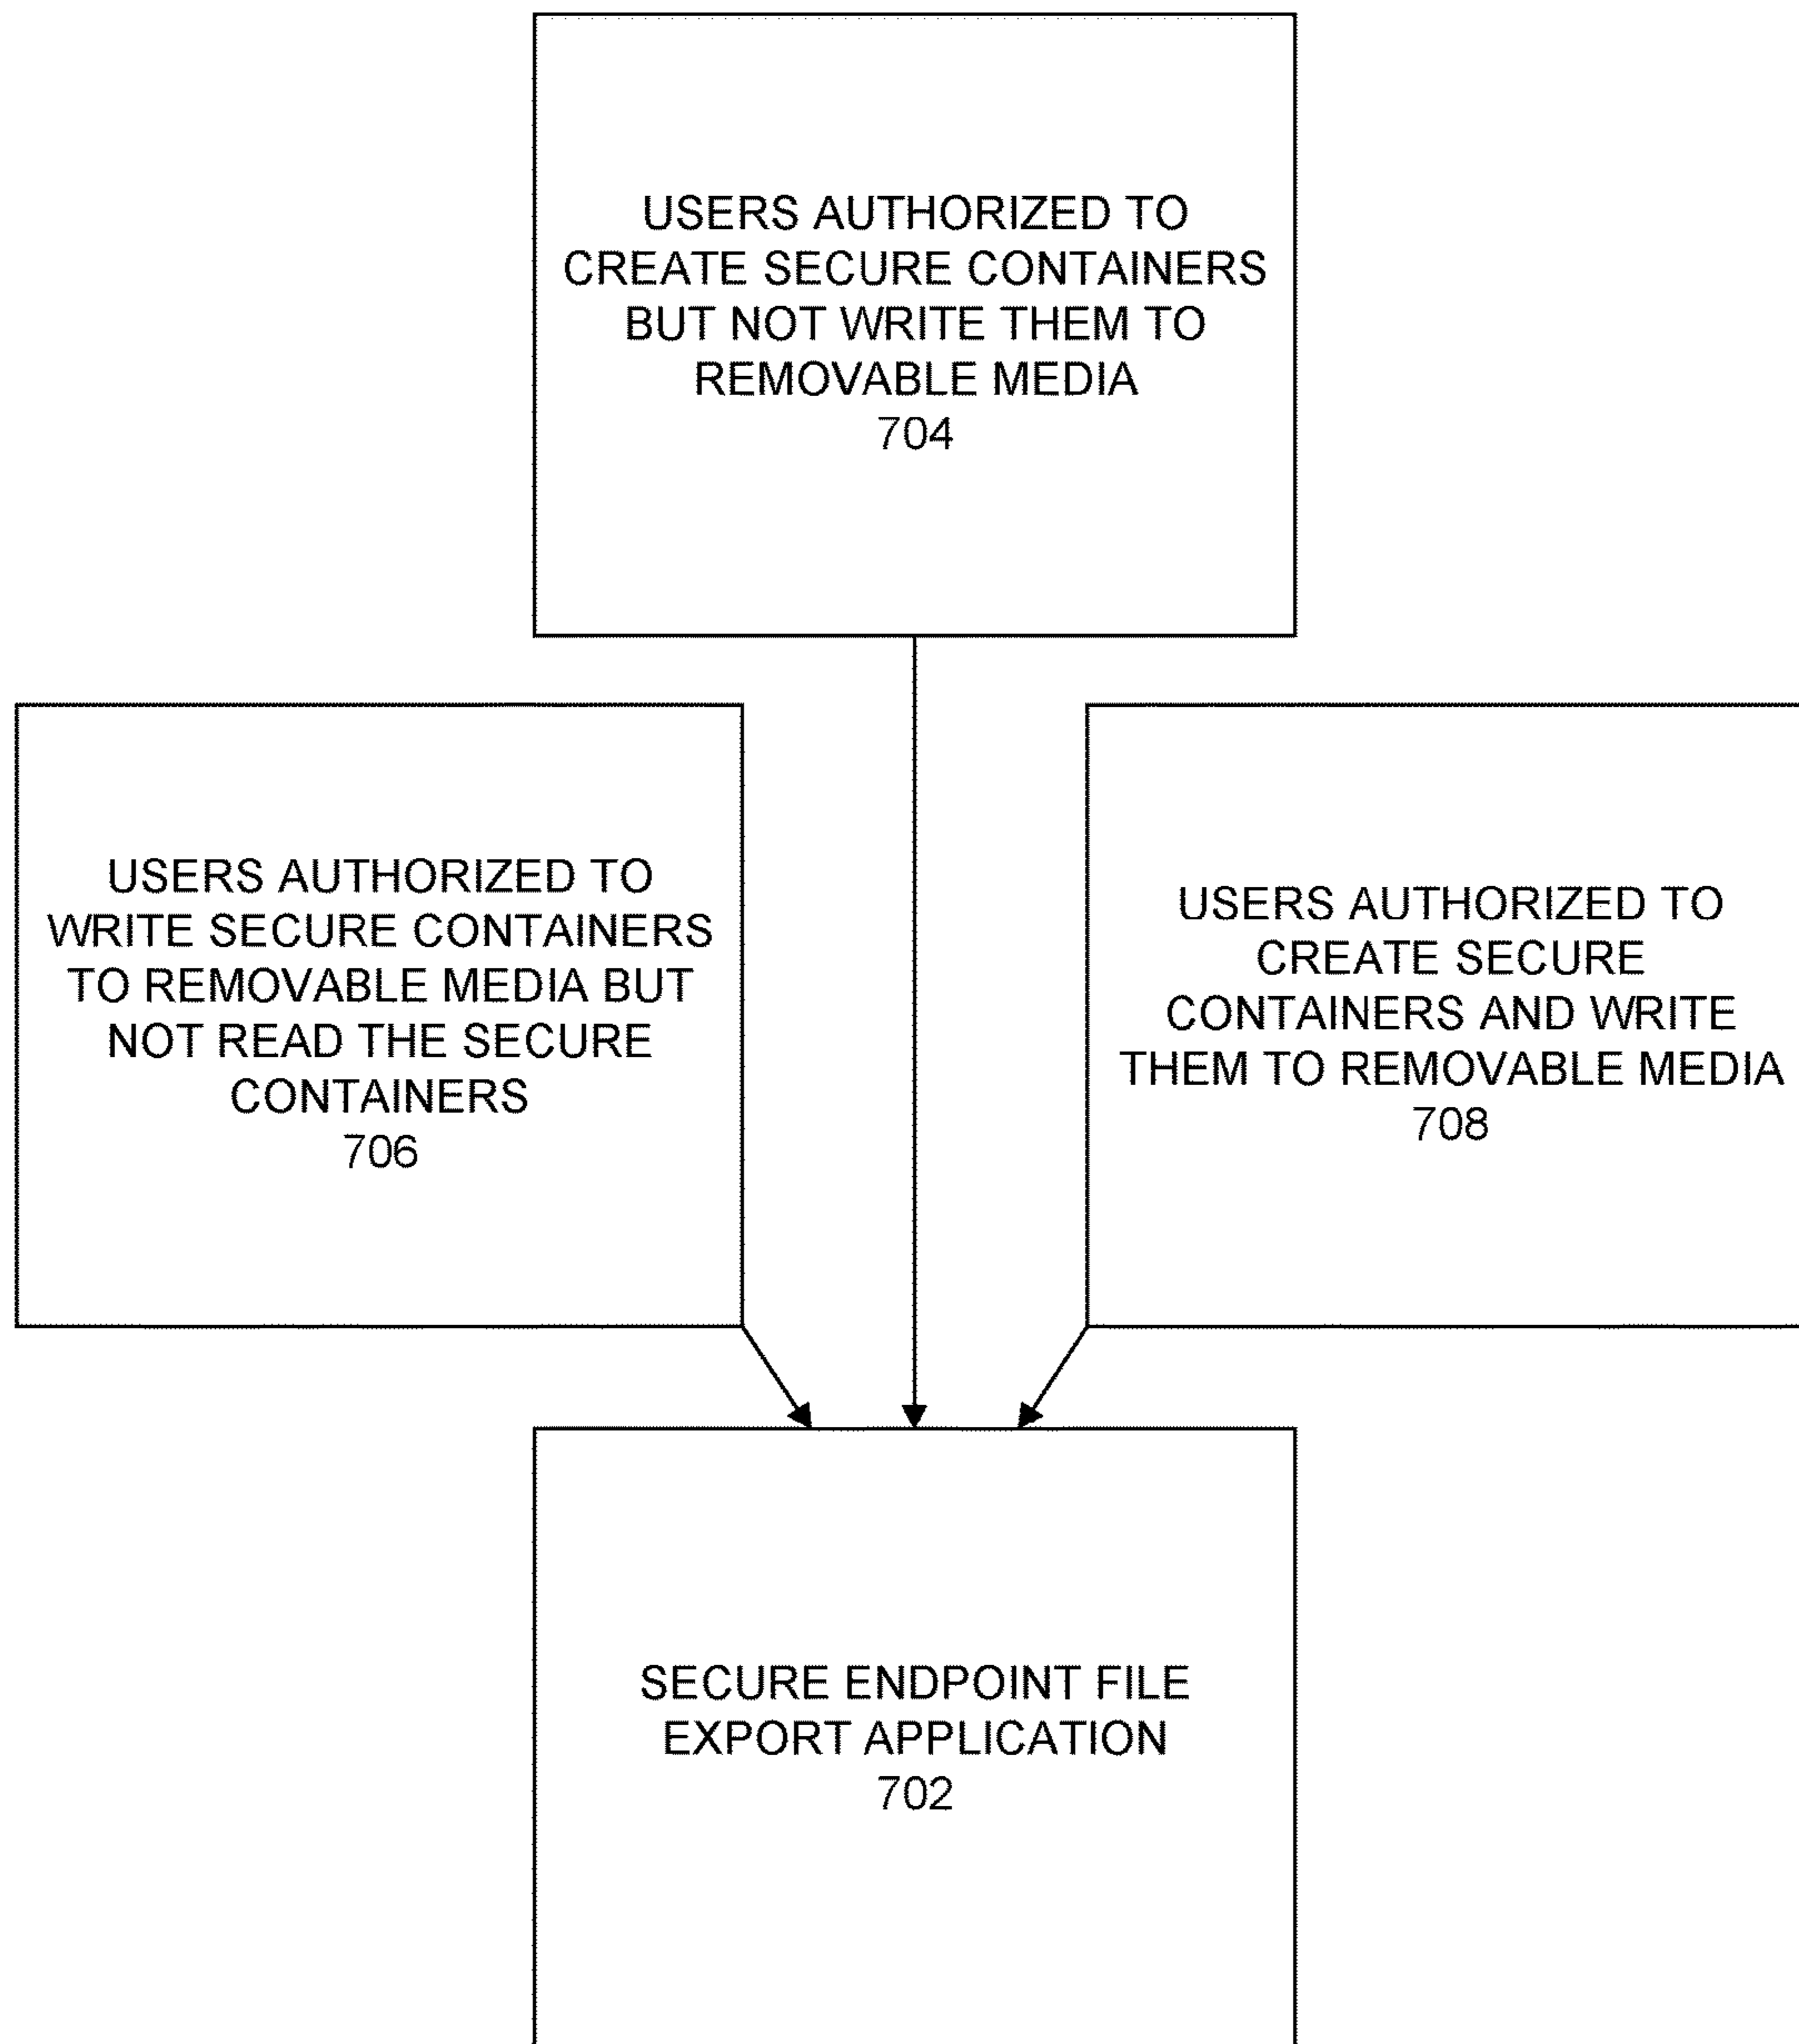 USERS AUTHORIZED TO
CREATE SECURE CONTAINERS
BUT NOT WRITE THEM TO
REMOVABLE MEDIA
704
USERS AUTHORIZED TO
WRITE SECURE CONTAINERS
TO REMOVABLE MEDIA BUT
NOT READ THE SECURE
CONTAINERS
706
USERS AUTHORIZED TO
CREATE SECURE
CONTAINERS AND WRITE
THEM TO REMOVABLE MEDIA
708
SECURE ENDPOINT FILE
EXPORT APPLICATION
702